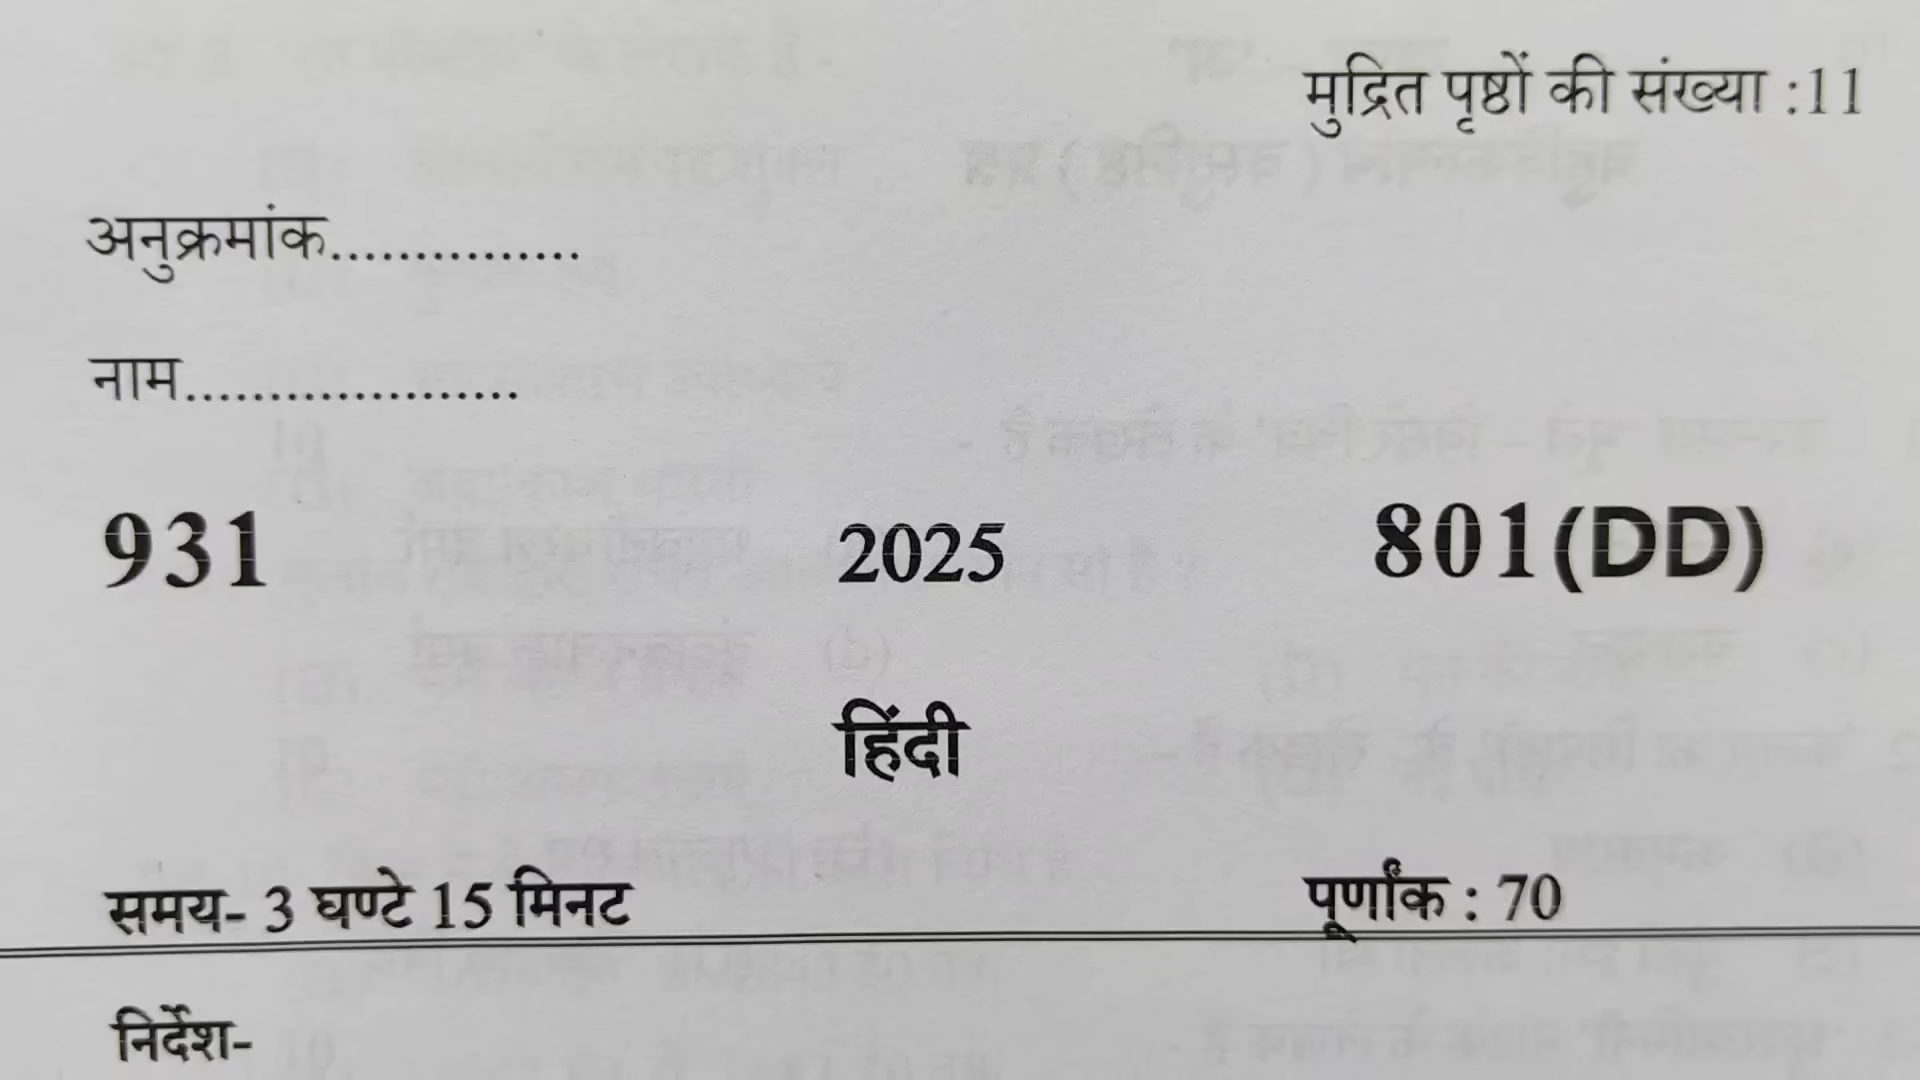 मुद्रित पृष्ठों की संख्या :11
अनुक्रमांक...............
नाम....................
931 2025 801(DD)
हिंदी
समय- 3 घण्टे 15 मिनट पूर्णांक : 70
निर्देश-